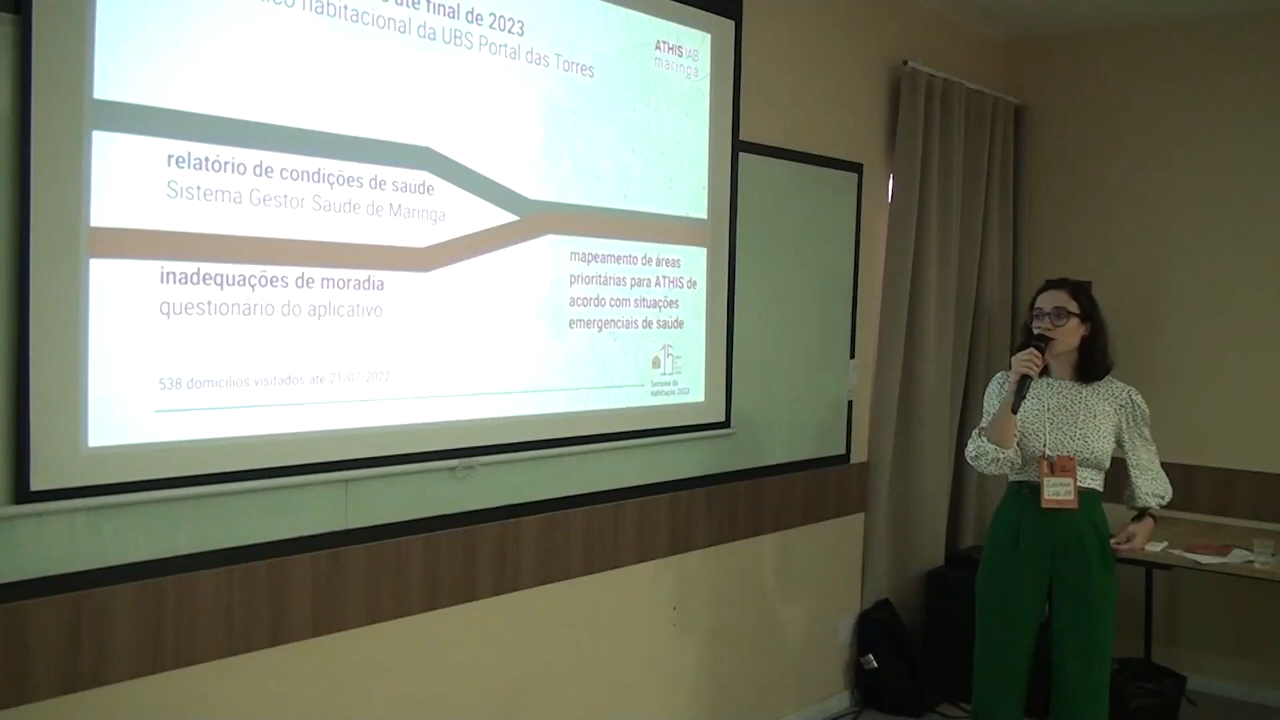 até final de 2023
habitacional da UBS Portal das Torres
ATHIS IAB
maringá
relatório de condições de saúde
Sistema Gestor Saúde de Maringá
inadequações de moradia
questionário do aplicativo
mapeamento de áreas
prioritárias para ATHIS de
acordo com situações
emergenciais de saúde
538 domicílios visitados até 21/07/2022
15
Semana da
Habitação 2022